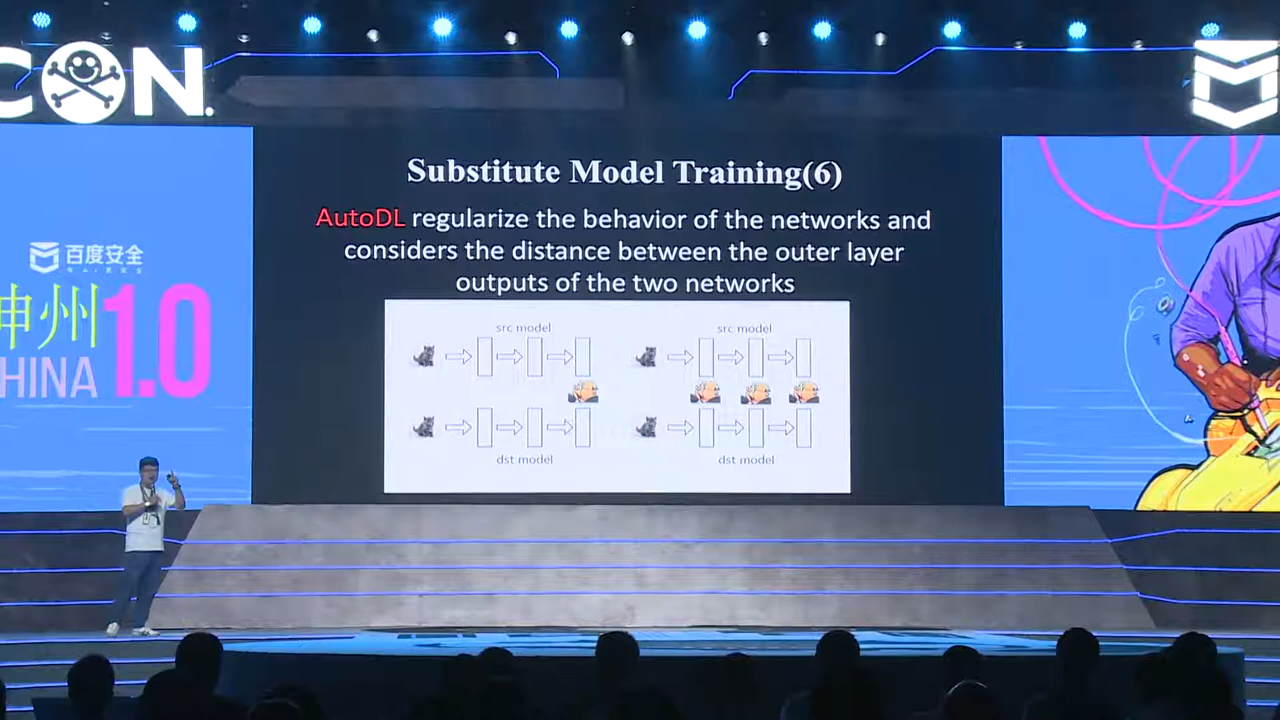 CON.
Substitute Model Training(6)
AutoDL regularize the behavior of the networks and
considers the distance between the outer layer
outputs of the two networks
src model
src model
dst model
dst model
百度安全
神州1.0
HINA